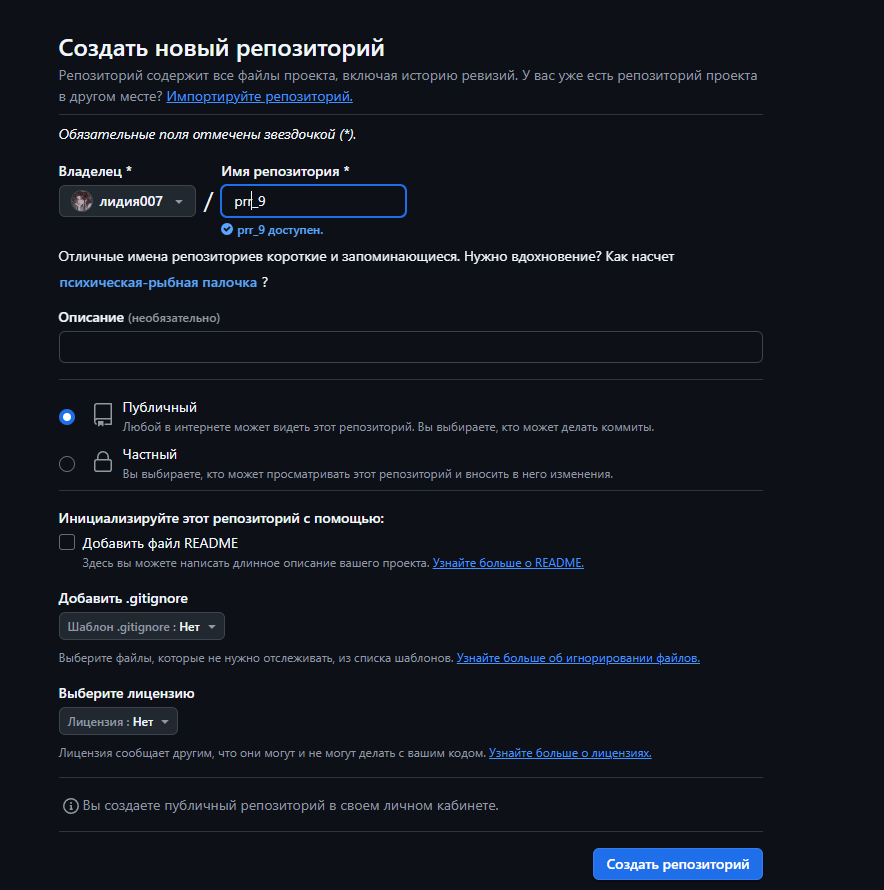 Создать новый репозиторий
Репозиторий содержит все файлы проекта, включая историю ревизий. У вас уже есть репозиторий проекта
в другом месте? Импортируйте репозиторий.
Обязательные поля отмечены звездочкой (*).
Владелец * Имя репозитория *
лидия007 / prr_9
prr_9 доступен.
Отличные имена репозиториев короткие и запоминающиеся. Нужно вдохновение? Как насчет
психическая-рыбная палочка ?
Описание (необязательно)
Публичный
Любой в интернете может видеть этот репозиторий. Вы выбираете, кто может делать коммиты.
Частный
Вы выбираете, кто может просматривать этот репозиторий и вносить в него изменения.
Инициализируйте этот репозиторий с помощью:
Добавить файл README
Здесь вы можете написать длинное описание вашего проекта. Узнайте больше о README.
Добавить .gitignore
Шаблон .gitignore : Нет
Выберите файлы, которые не нужно отслеживать, из списка шаблонов. Узнайте больше об игнорировании файлов.
Выберите лицензию
Лицензия : Нет
Лицензия сообщает другим, что они могут и не могут делать с вашим кодом. Узнайте больше о лицензиях.
Вы создаете публичный репозиторий в своем личном кабинете.
Создать репозиторий